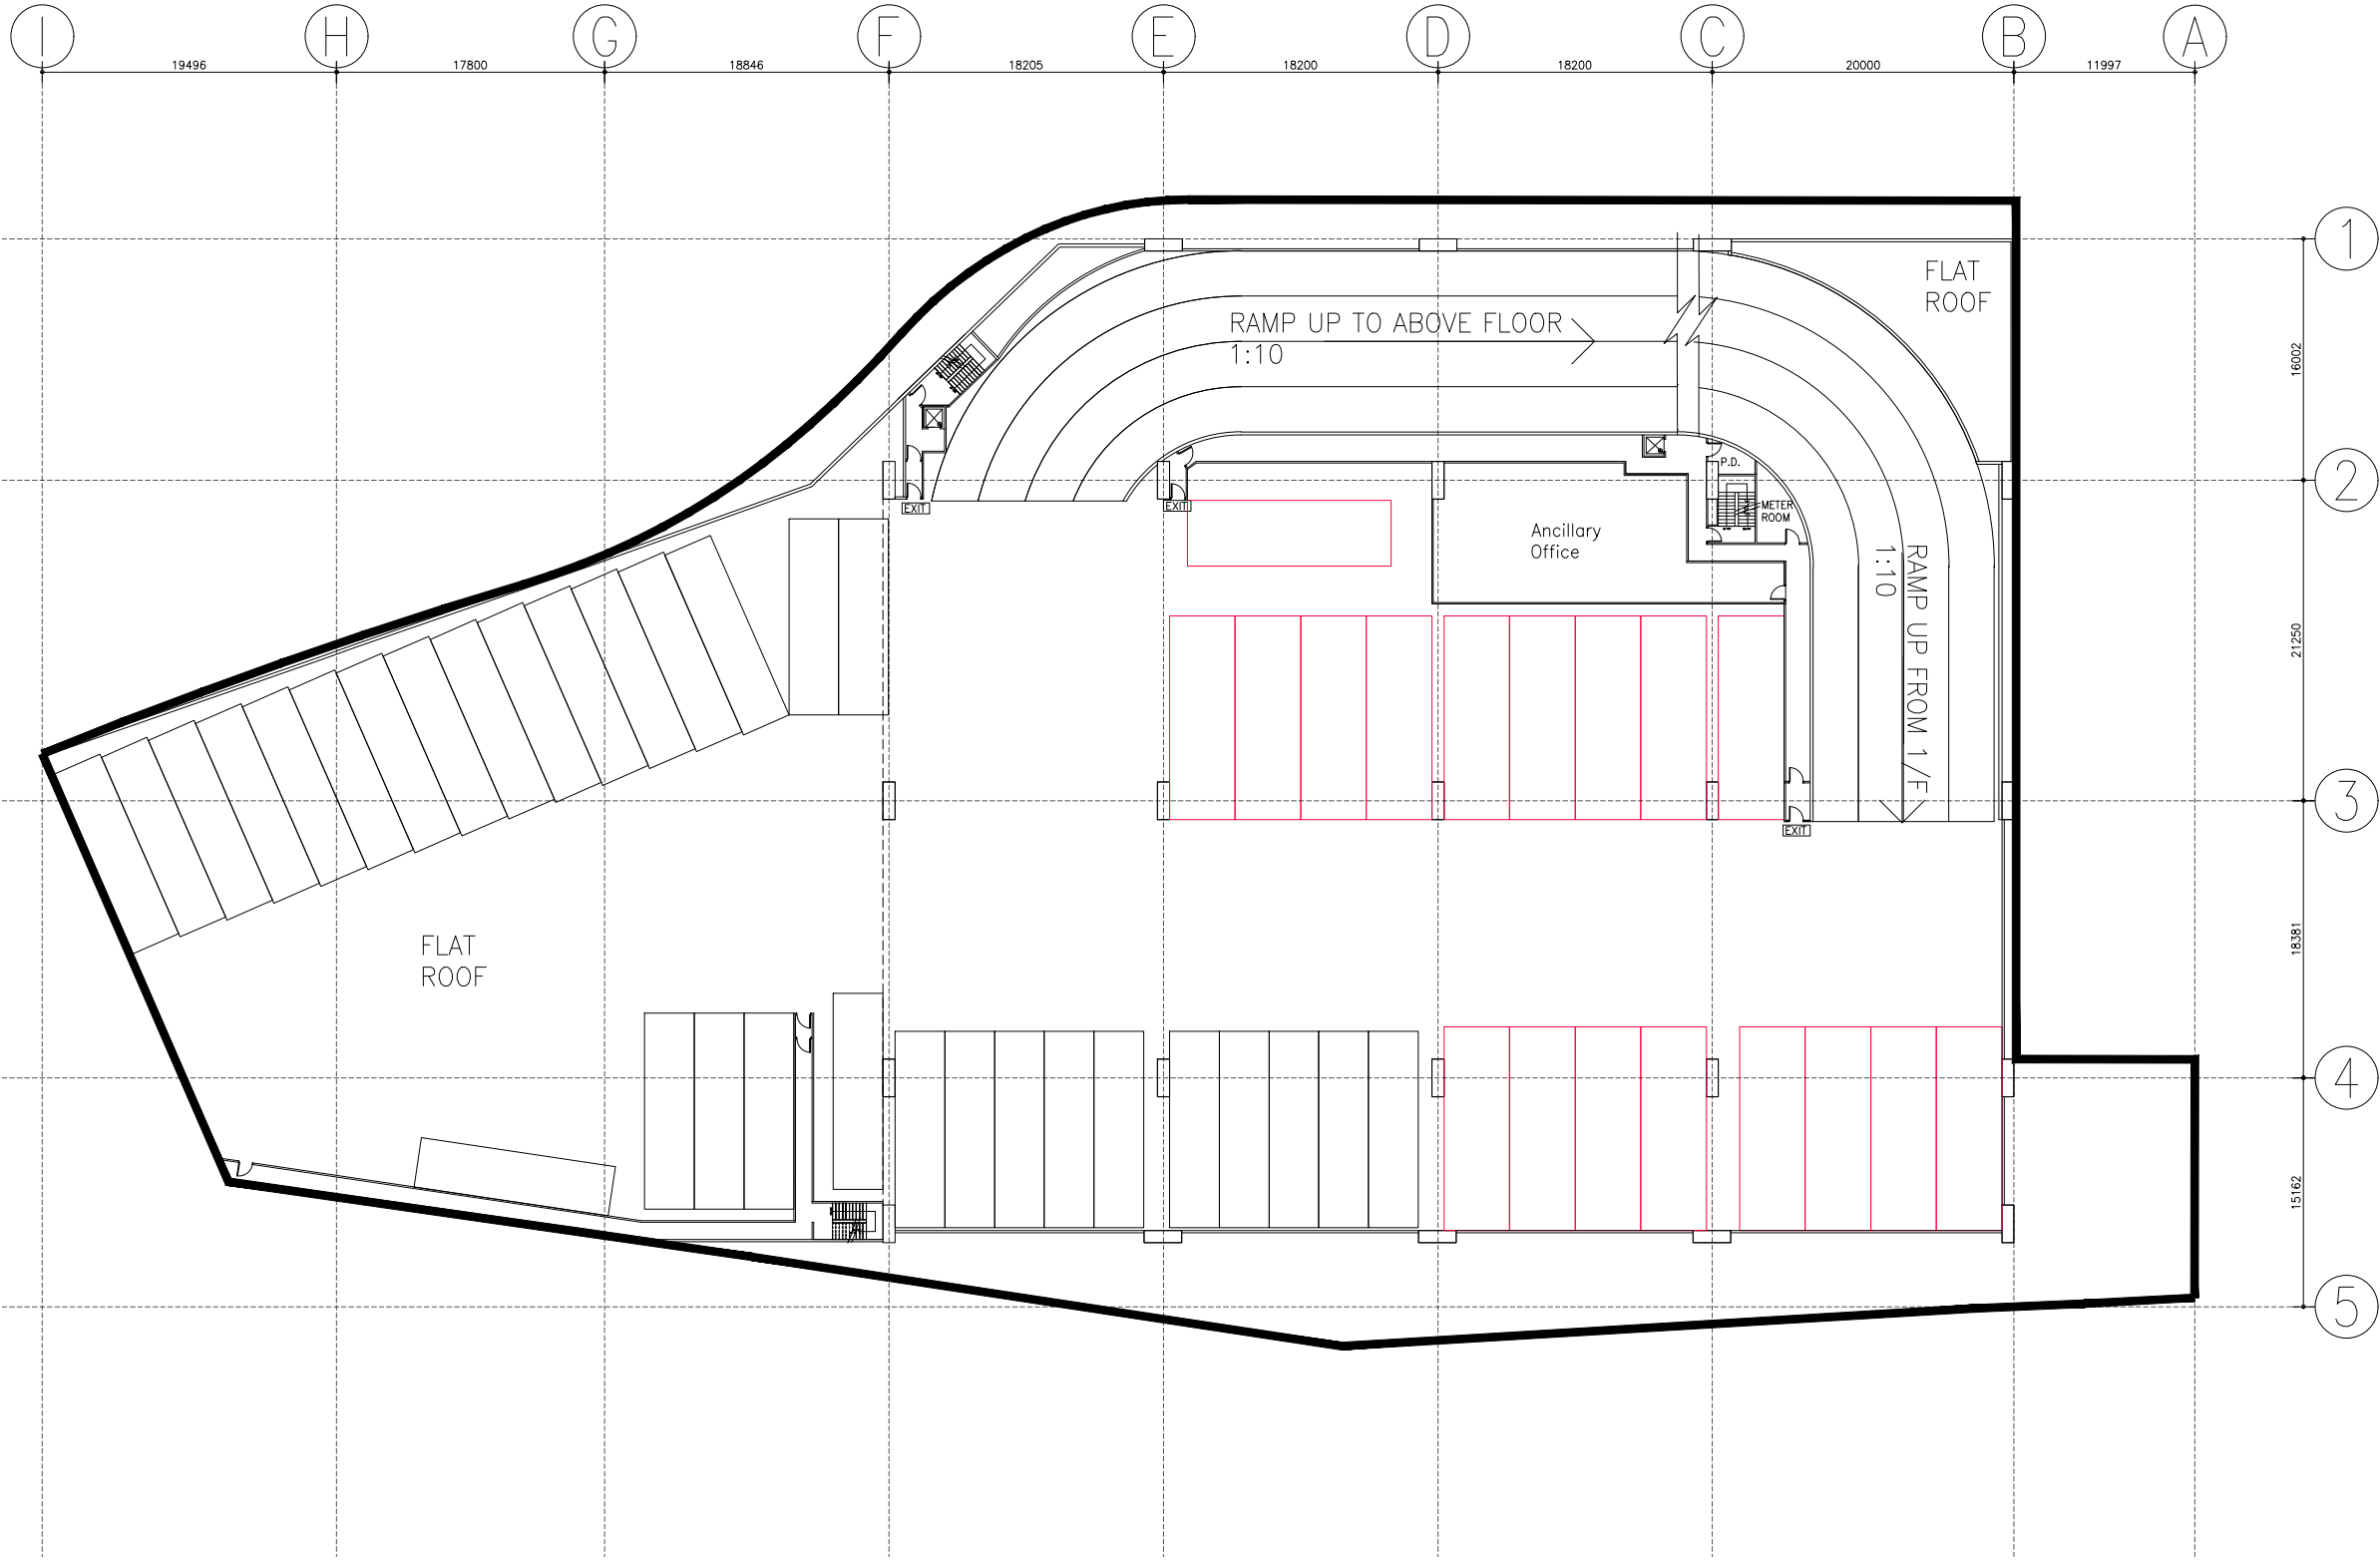 I
H
G
F
E
D
C
B
A
19496
17800
18846
18205
18200
18200
20000
11997
1
FLAT
ROOF
RAMP UP TO ABOVE FLOOR
1:10
16002
P.D.
2
METER
ROOM
EXIT
EXIT
Ancillary
Office
RAMP UP FROM 1/F
1:10
21250
3
EXIT
FLAT
ROOF
18381
4
15162
5